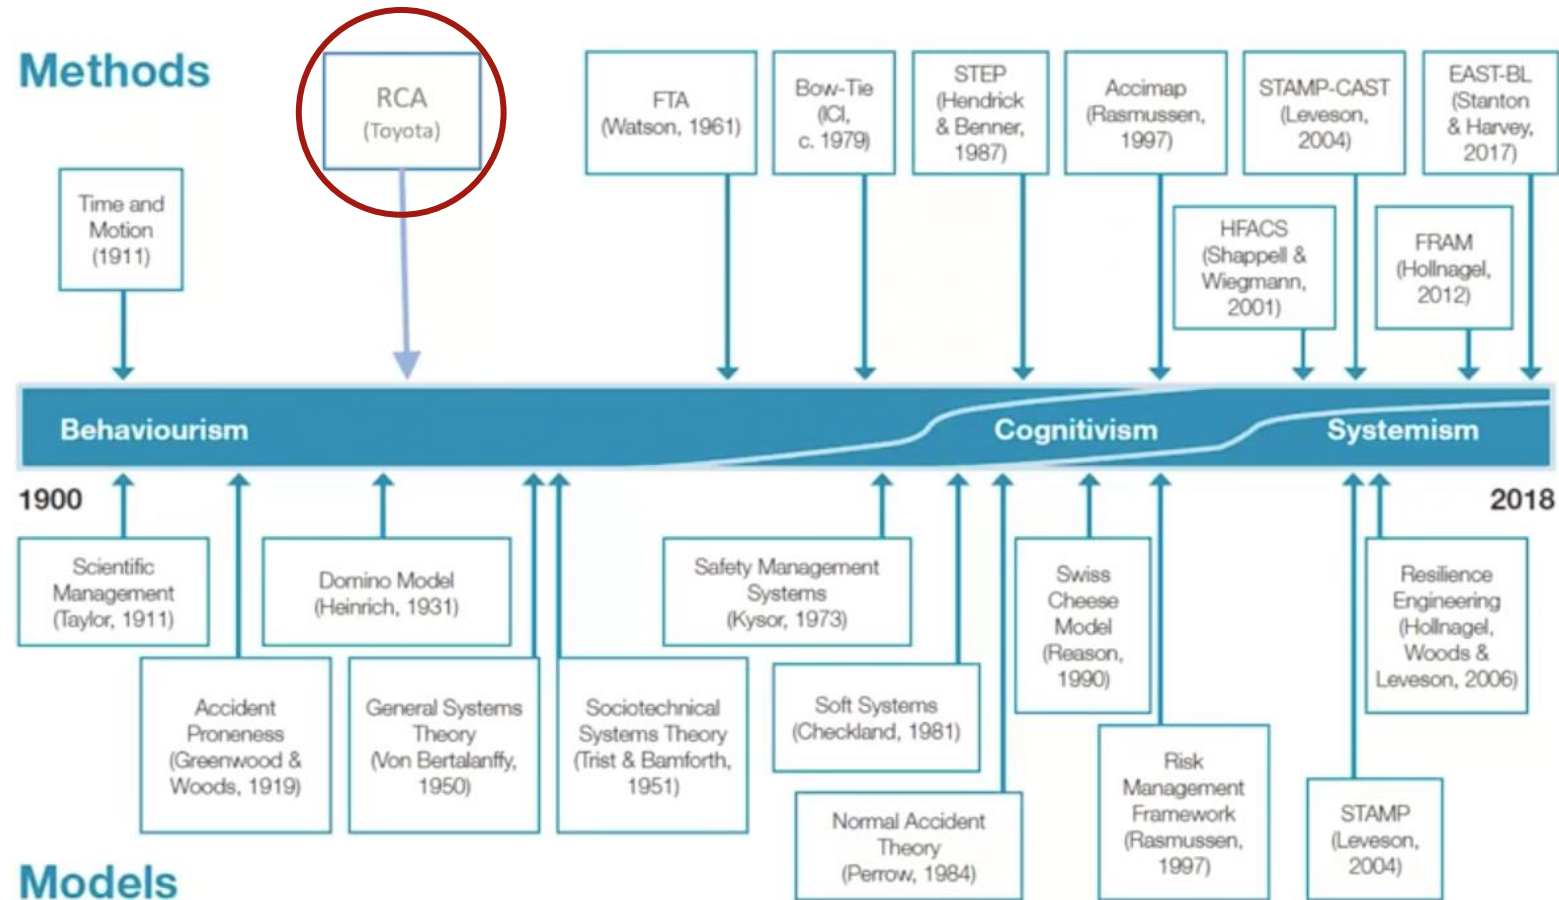 Methods
RCA
(Toyota)
FTA
(Watson, 1961)
Bow-Tie
(ICI,
c. 1979)
STEP
(Hendrick
& Benner,
1987)
Accimap
(Rasmussen,
1997)
STAMP-CAST
(Leveson,
2004)
EAST-BL
(Stanton
& Harvey,
2017)
Time and
Motion
(1911)
HFACS
(Shappell &
Wiegmann,
2001)
FRAM
(Hollnagel,
2012)
Behaviourism
Cognitivism
Systemism
1900
2018
Scientific
Management
(Taylor, 1911)
Domino Model
(Heinrich, 1931)
Safety Management
Systems
(Kysor, 1973)
Swiss
Cheese
Model
(Reason,
1990)
Resilience
Engineering
(Hollnagel,
Woods &
Leveson, 2006)
Accident
Proneness
(Greenwood &
Woods, 1919)
General Systems
Theory
(Von Bertalanffy,
1950)
Sociotechnical
Systems Theory
(Trist & Bamforth,
1951)
Soft Systems
(Checkland, 1981)
Normal Accident
Theory
(Perrow, 1984)
Risk
Management
Framework
(Rasmussen,
1997)
STAMP
(Leveson,
2004)
Models